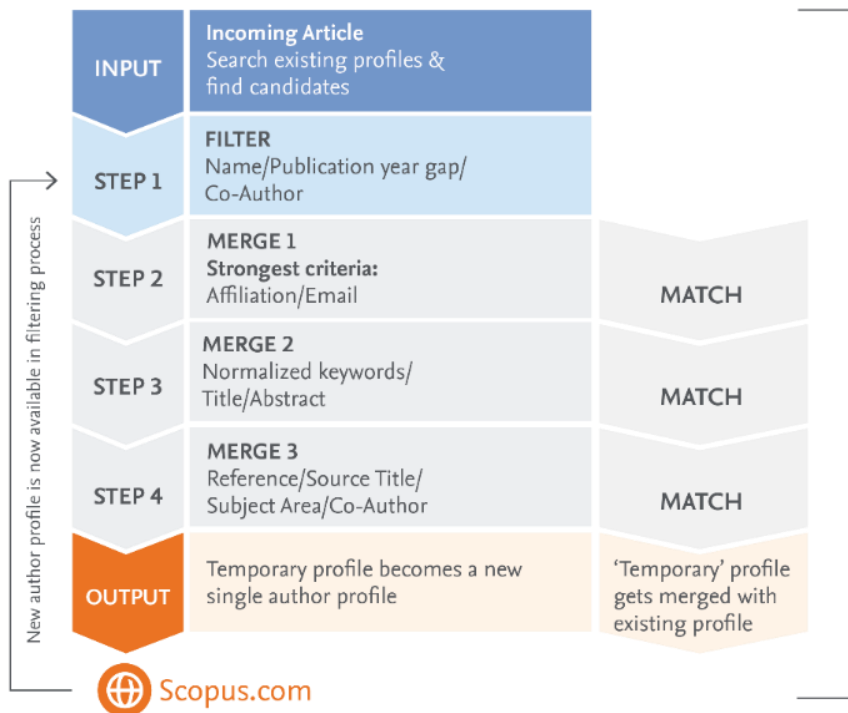 INPUT
Incoming Article
Search existing profiles &
find candidates
STEP 1
FILTER
Name/Publication year gap/
Co-Author
STEP 2
MERGE 1
Strongest criteria:
Affiliation/Email
MATCH
STEP 3
MERGE 2
Normalized keywords/
Title/Abstract
MATCH
STEP 4
MERGE 3
Reference/Source Title/
Subject Area/Co-Author
MATCH
OUTPUT
Temporary profile becomes a new
single author profile
‘Temporary’ profile
gets merged with
existing profile
New author profile is now available in filtering process
Scopus.com